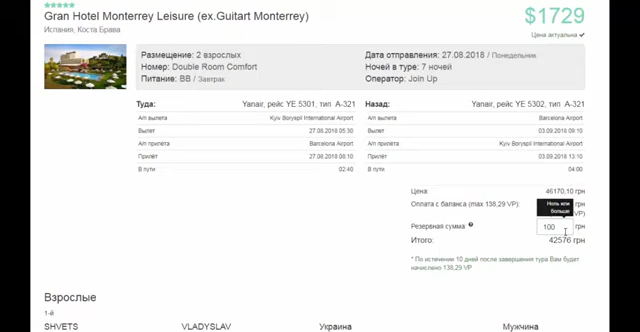 Gran Hotel Monterrey Leisure (ex.Guitart Monterrey)
$1729
Испания, Коста Брава
Цена актуальна
Размещение: 2 взрослых
Номер: Double Room Comfort
Питание: BB / Завтрак
Дата отправления: 27.08.2018 / Понедельник
Ночей в туре: 7 ночей
Оператор: Join Up
Туда: Yanair, рейс YE 5301, тип A-321
А/п вылета Kyiv Boryspil International Airport
Вылет 27.08.2018 05:30
А/п прилёта Barcelona Airport
Прилёт 27.08.2018 08:10
В пути 02:40
Назад: Yanair, рейс YE 5302, тип A-321
А/п вылета Barcelona Airport
Вылет 03.09.2018 09:10
А/п прилёта Kyiv Boryspil International Airport
Прилёт 03.09.2018 13:10
В пути 04:00
Цена: 46170.10 грн
Оплата с баланса (max 138,29 VP): грн
Ноль или больше
VP)
Резервная сумма ? 100 грн
Итого: 42576 грн
* По истечении 10 дней после завершения тура Вам будет
начислено 138.29 VP
Взрослые
1-й
SHVETS VLADYSLAV Украина Мужчина